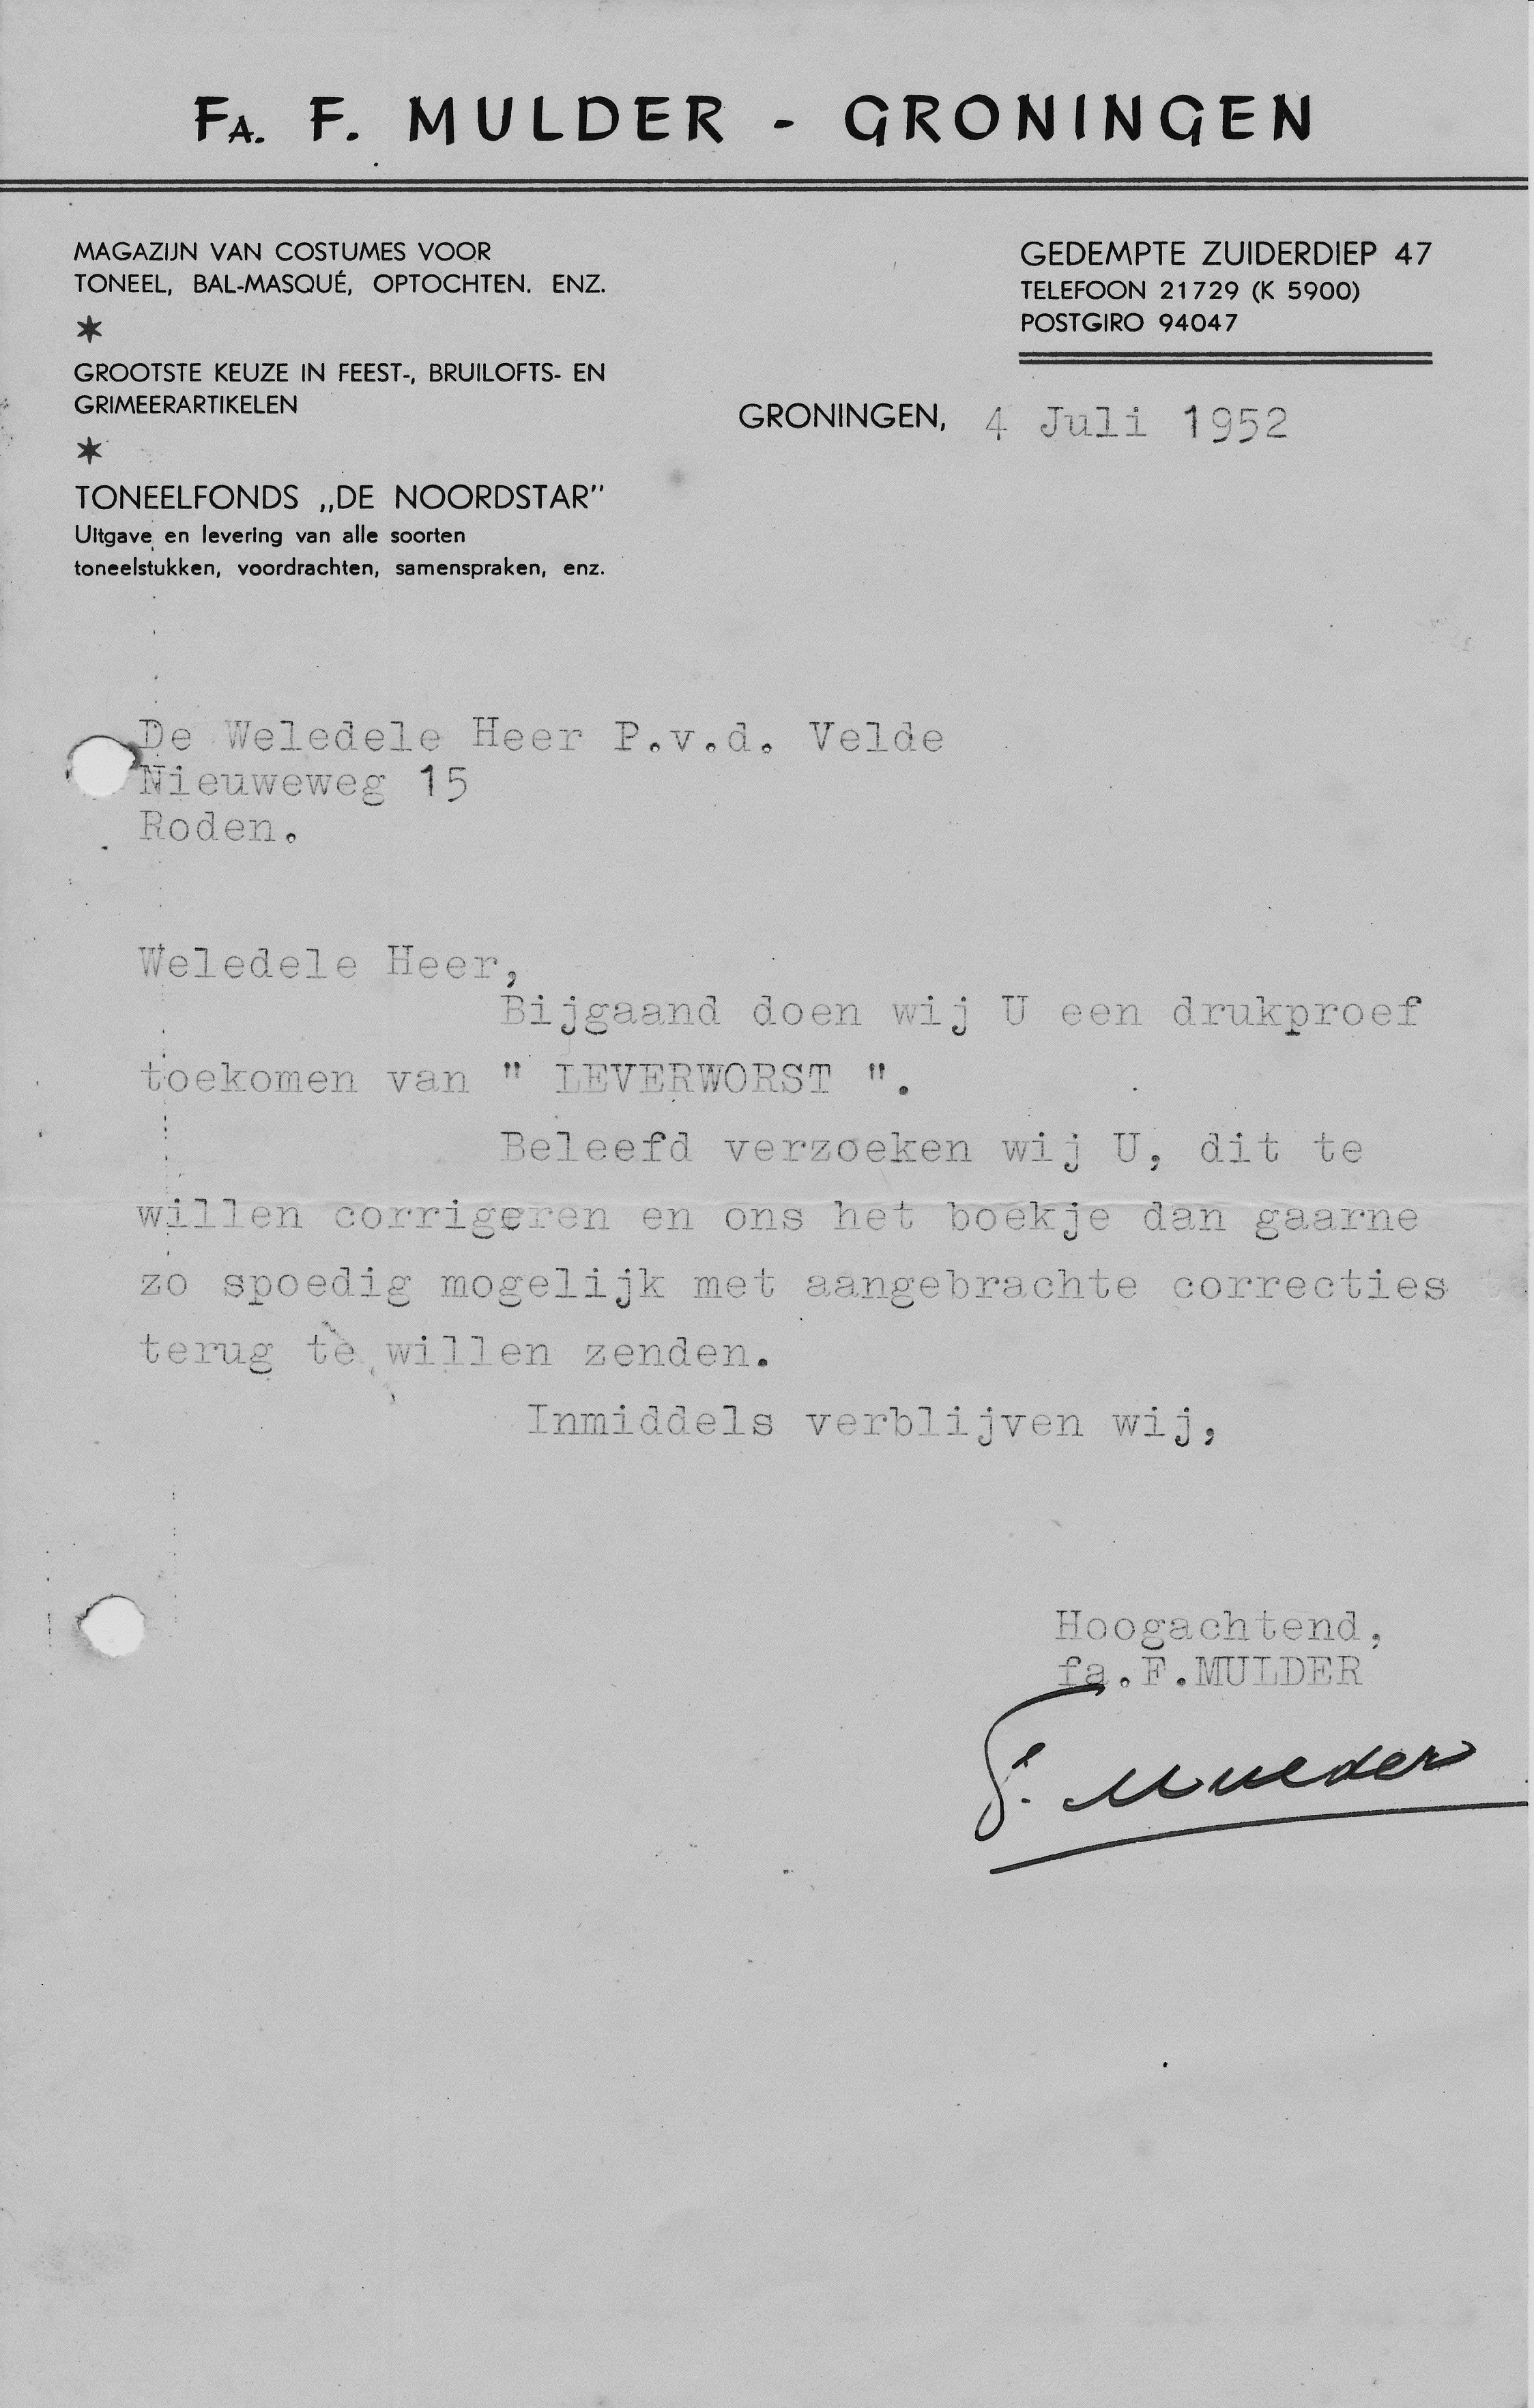 FA. F. MULDER - GRONINGEN
MAGAZIJN VAN COSTUMES VOOR
TONEEL, BAL-MASQUÉ, OPTOCHTEN. ENZ.
*
GROOTSTE KEUZE IN FEEST-, BRUILOFTS- EN
GRIMEERARTIKELEN
*
TONEELFONDS „DE NOORDSTAR”
Uitgave en levering van alle soorten
toneelstukken, voordrachten, samenspraken, enz.
GEDEMPTE ZUIDERDIEP 47
TELEFOON 21729 (K 5900)
POSTGIRO 94047
GRONINGEN, 4 Juli 1952
De Weledele Heer P.v.d. Velde
Nieuweweg 15
Roden.
Weledele Heer,
Bijgaand doen wij U een drukproef
toekomen van " LEVERWORST ".
Beleefd verzoeken wij U, dit te
willen corrigeren en ons het boekje dan gaarne
zo spoedig mogelijk met aangebrachte correcties
terug te willen zenden.
Inmiddels verblijven wij,
Hoogachtend,
fa.F.MULDER
F. Mulder